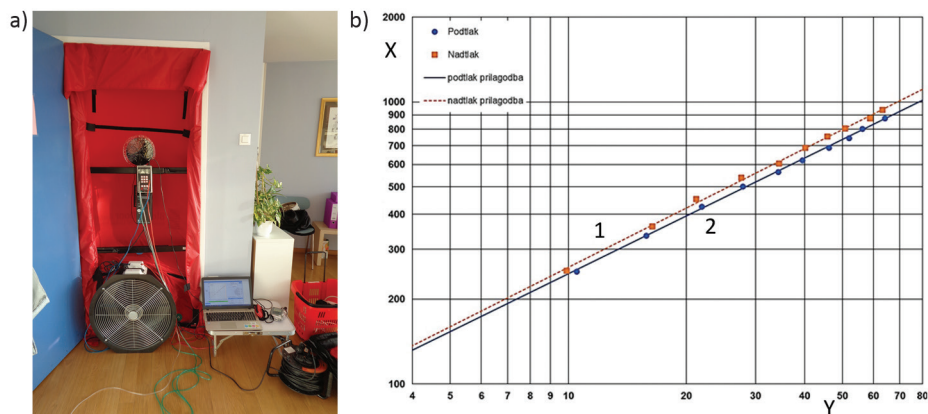 a)
b)
X
2000
1000
900
800
700
600
500
400
300
200
100
Podtlak
Nadtlak
podtlak prilagodba
nadtlak prilagodba
1
2
4 5 6 7 8 9 10 20 30 40 50 60 70 80
Y